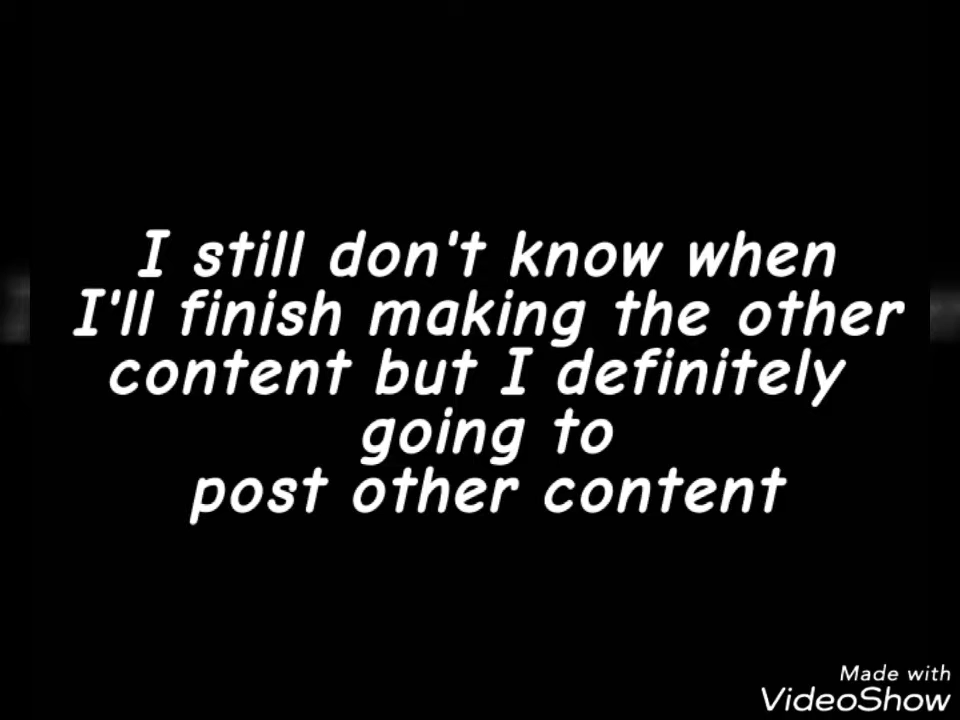 I still don't know when
I'll finish making the other
content but I definitely
going to
post other content
Made with
VideoShow